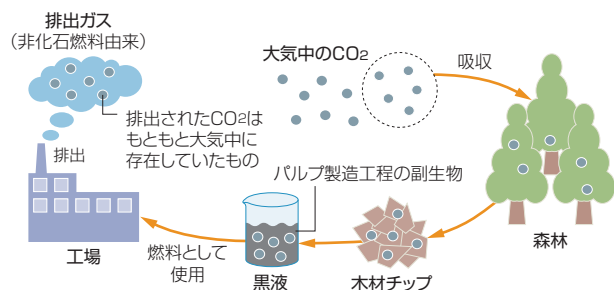 排出ガス
(非化石燃料由来)
大気中のCO₂
吸収
排出されたCO₂は
もともと大気中に
存在していたもの
排出
パルプ製造工程の副生物
燃料として
使用
工場
黒液
木材チップ
森林